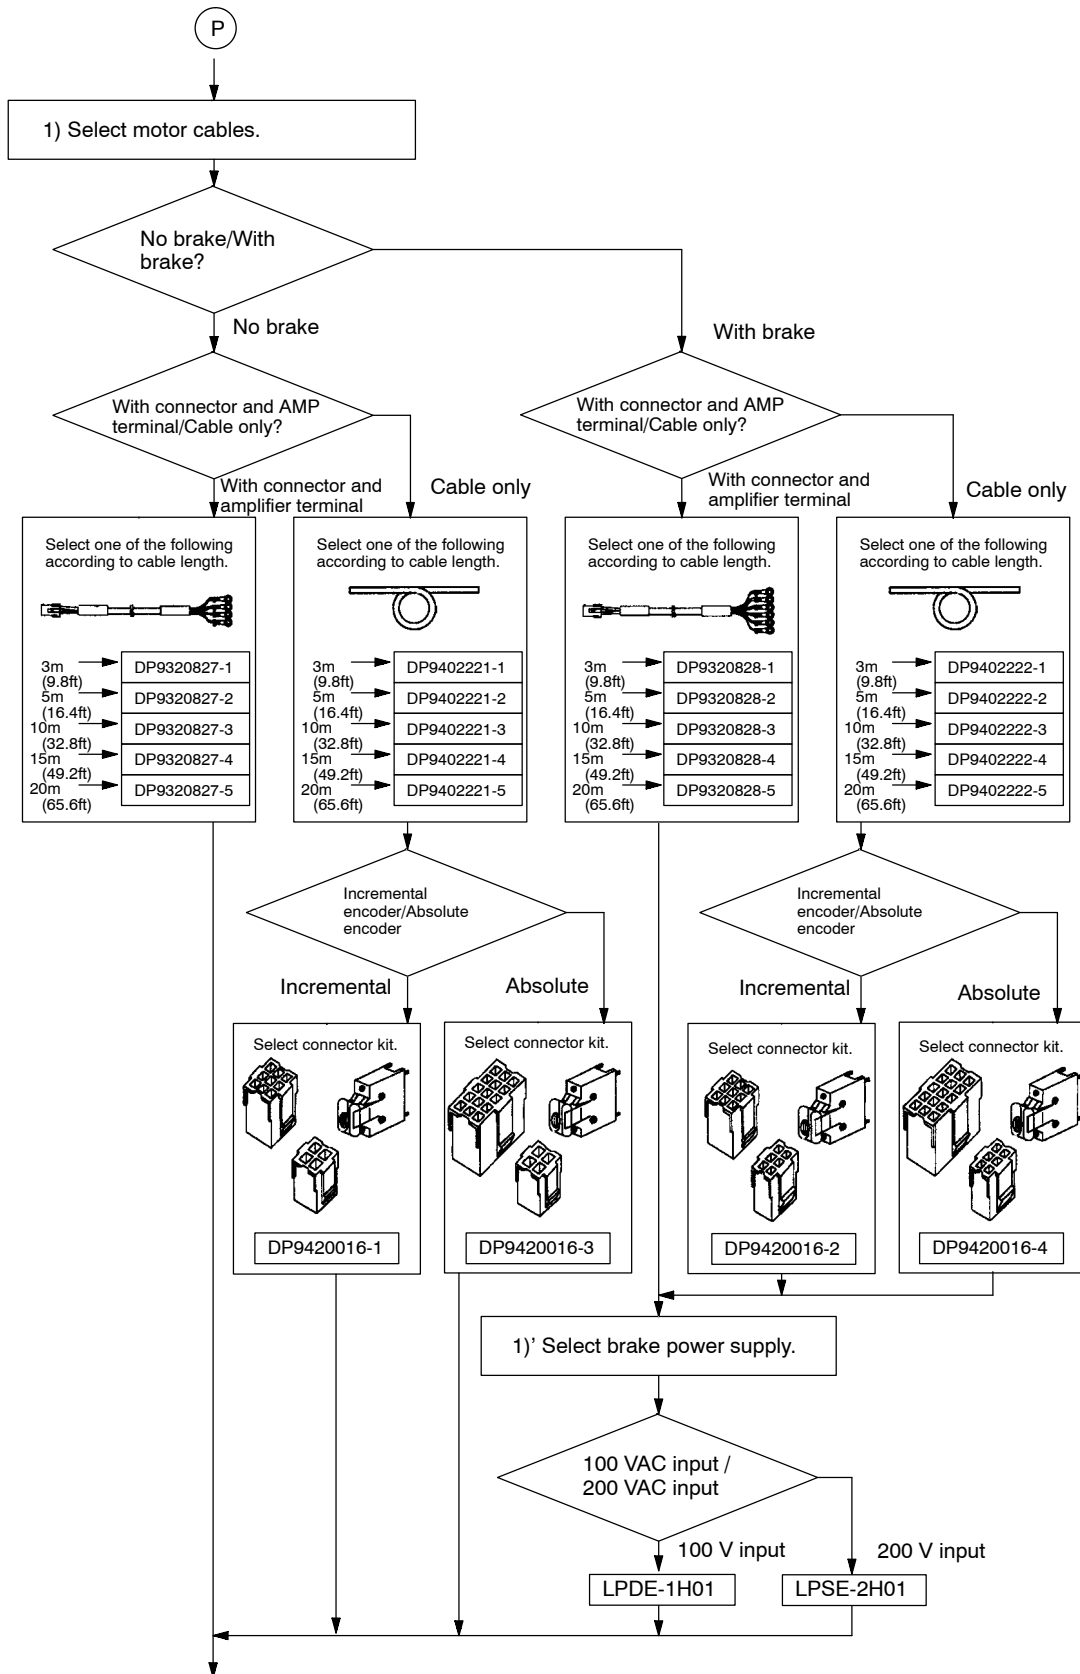 P
1) Select motor cables.
No brake/With
brake?
No brake
With brake
With connector and AMP
terminal/Cable only?
With connector and AMP
terminal/Cable only?
With connector and
amplifier terminal
Cable only
With connector and
amplifier terminal
Cable only
Select one of the following
according to cable length.
3m
(9.8ft)
DP9320827-1
5m
(16.4ft)
DP9320827-2
10m
(32.8ft)
DP9320827-3
15m
(49.2ft)
DP9320827-4
20m
(65.6ft)
DP9320827-5
Select one of the following
according to cable length.
3m
(9.8ft)
DP9402221-1
5m
(16.4ft)
DP9402221-2
10m
(32.8ft)
DP9402221-3
15m
(49.2ft)
DP9402221-4
20m
(65.6ft)
DP9402221-5
Select one of the following
according to cable length.
3m
(9.8ft)
DP9320828-1
5m
(16.4ft)
DP9320828-2
10m
(32.8ft)
DP9320828-3
15m
(49.2ft)
DP9320828-4
20m
(65.6ft)
DP9320828-5
Select one of the following
according to cable length.
3m
(9.8ft)
DP9402222-1
5m
(16.4ft)
DP9402222-2
10m
(32.8ft)
DP9402222-3
15m
(49.2ft)
DP9402222-4
20m
(65.6ft)
DP9402222-5
Incremental
encoder/Absolute
encoder
Incremental
encoder/Absolute
encoder
Incremental
Absolute
Incremental
Absolute
Select connector kit.
DP9420016-1
Select connector kit.
DP9420016-3
Select connector kit.
DP9420016-2
Select connector kit.
DP9420016-4
1)’ Select brake power supply.
100 VAC input /
200 VAC input
100 V input
200 V input
LPDE-1H01
LPSE-2H01